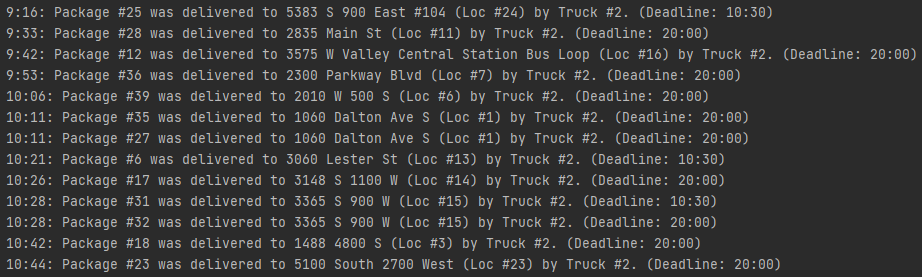 9:16: Package #25 was delivered to 5383 S 900 East #104 (Loc #24) by Truck #2. (Deadline: 10:30)
9:33: Package #28 was delivered to 2835 Main St (Loc #11) by Truck #2. (Deadline: 20:00)
9:42: Package #12 was delivered to 3575 W Valley Central Station Bus Loop (Loc #16) by Truck #2. (Deadline: 20:00)
9:53: Package #36 was delivered to 2300 Parkway Blvd (Loc #7) by Truck #2. (Deadline: 20:00)
10:06: Package #39 was delivered to 2010 W 500 S (Loc #6) by Truck #2. (Deadline: 20:00)
10:11: Package #35 was delivered to 1060 Dalton Ave S (Loc #1) by Truck #2. (Deadline: 20:00)
10:11: Package #27 was delivered to 1060 Dalton Ave S (Loc #1) by Truck #2. (Deadline: 20:00)
10:21: Package #6 was delivered to 3060 Lester St (Loc #13) by Truck #2. (Deadline: 10:30)
10:26: Package #17 was delivered to 3148 S 1100 W (Loc #14) by Truck #2. (Deadline: 20:00)
10:28: Package #31 was delivered to 3365 S 900 W (Loc #15) by Truck #2. (Deadline: 10:30)
10:28: Package #32 was delivered to 3365 S 900 W (Loc #15) by Truck #2. (Deadline: 20:00)
10:42: Package #18 was delivered to 1488 4800 S (Loc #3) by Truck #2. (Deadline: 20:00)
10:44: Package #23 was delivered to 5100 South 2700 West (Loc #23) by Truck #2. (Deadline: 20:00)